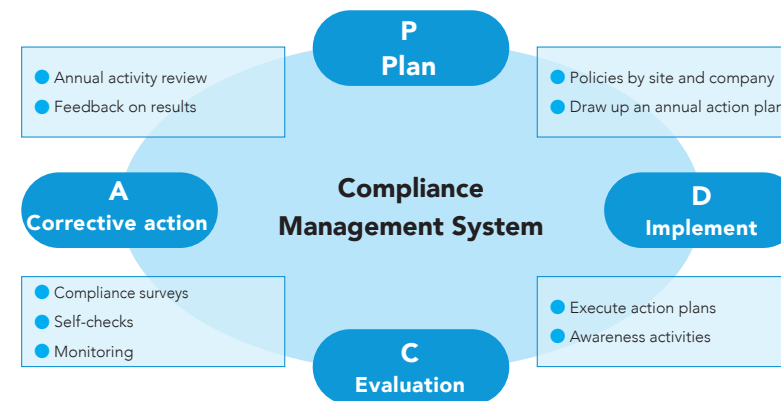 P
Plan
Annual activity review
Feedback on results
Policies by site and company
Draw up an annual action plan
A
Corrective action
Compliance
Management System
D
Implement
Compliance surveys
Self-checks
Monitoring
Execute action plans
Awareness activities
C
Evaluation